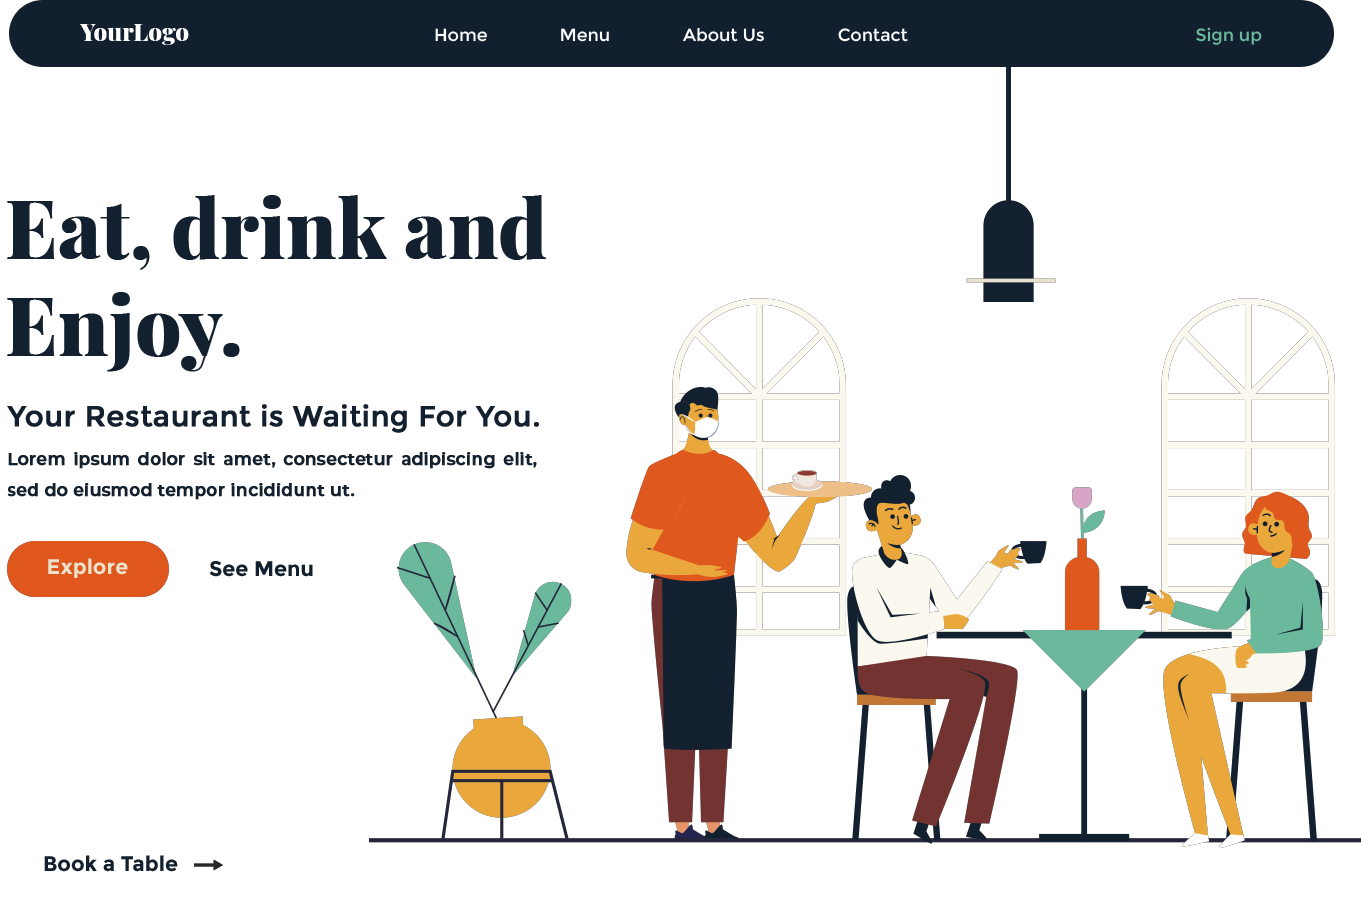 YourLogo Home Menu About Us Contact Sign up
Eat, drink and
Enjoy.
Your Restaurant is Waiting For You.
Lorem ipsum dolor sit amet, consectetur adipiscing elit,
sed do eiusmod tempor incididunt ut.
Explore See Menu
Book a Table